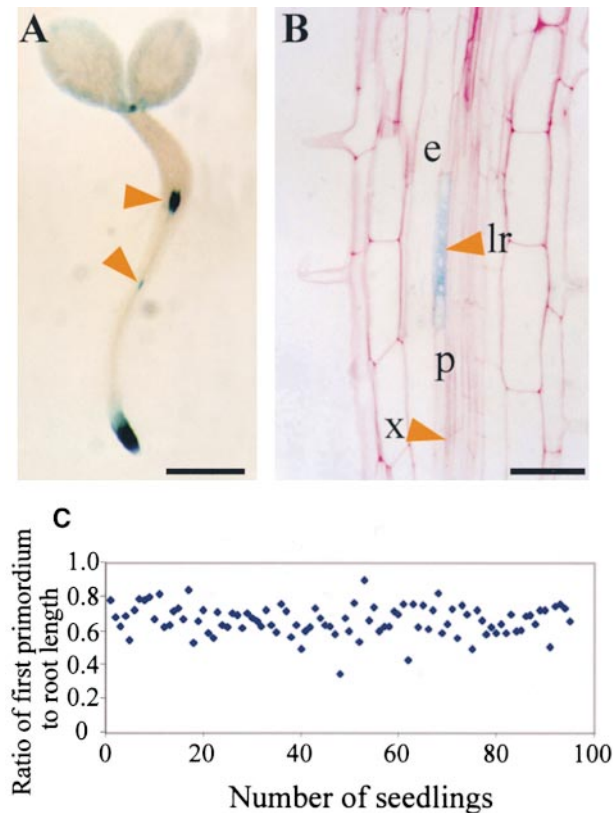 A
B
e
lr
p
x
C
Ratio of first primordium
to root length
1.0
0.8
0.6
0.4
0.2
0
0
20
40
60
80
100
Number of seedlings